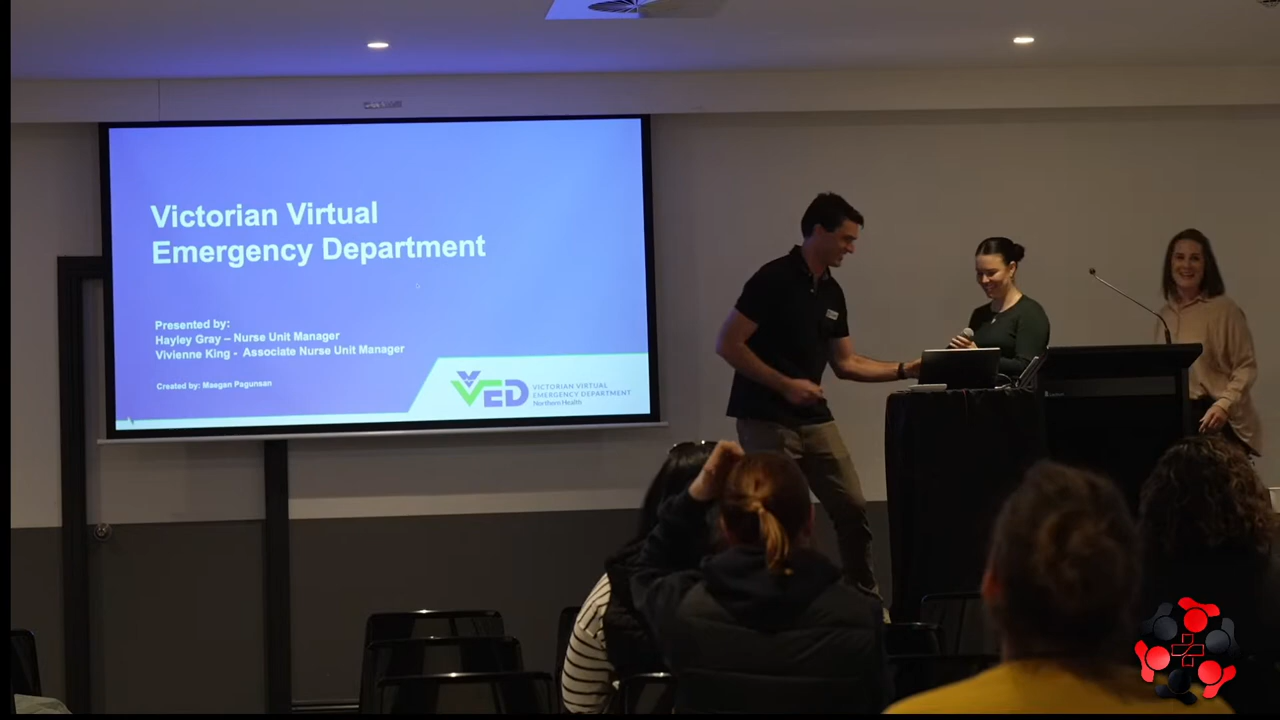 Victorian Virtual
Emergency Department
Presented by:
Hayley Gray – Nurse Unit Manager
Vivienne King - Associate Nurse Unit Manager
Created by: Maegan Pagunsan
VVED
VICTORIAN VIRTUAL
EMERGENCY DEPARTMENT
Northern Health